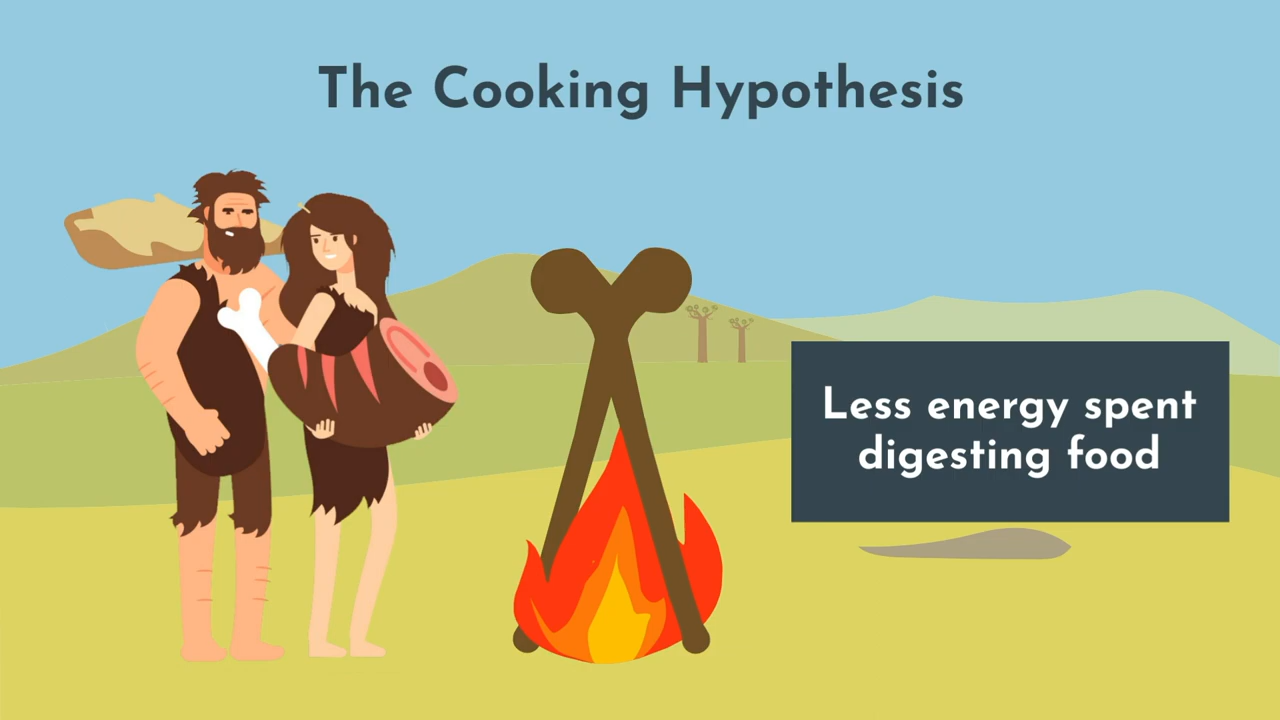 The Cooking Hypothesis
Less energy spent
digesting food